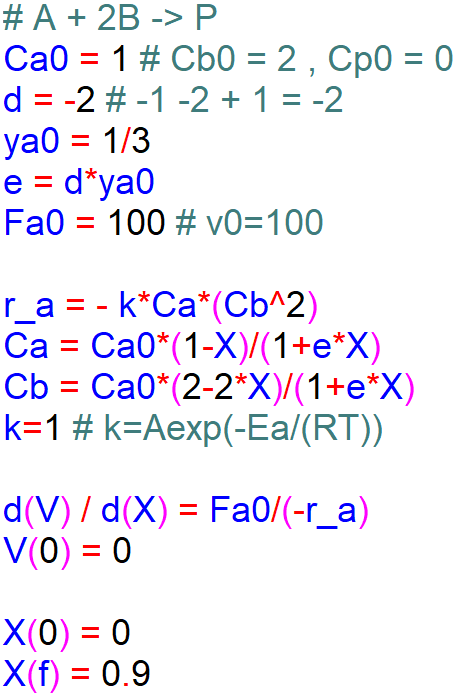 # A + 2B -> P
Ca0 = 1 # Cb0 = 2 , Cp0 = 0
d = -2 # -1 -2 + 1 = -2
ya0 = 1/3
e = d*ya0
Fa0 = 100 # v0=100
r_a = - k*Ca*(Cb^2)
Ca = Ca0*(1-X)/(1+e*X)
Cb = Ca0*(2-2*X)/(1+e*X)
k=1 # k=Aexp(-Ea/(RT))
d(V) / d(X) = Fa0/(-r_a)
V(0) = 0
X(0) = 0
X(f) = 0.9